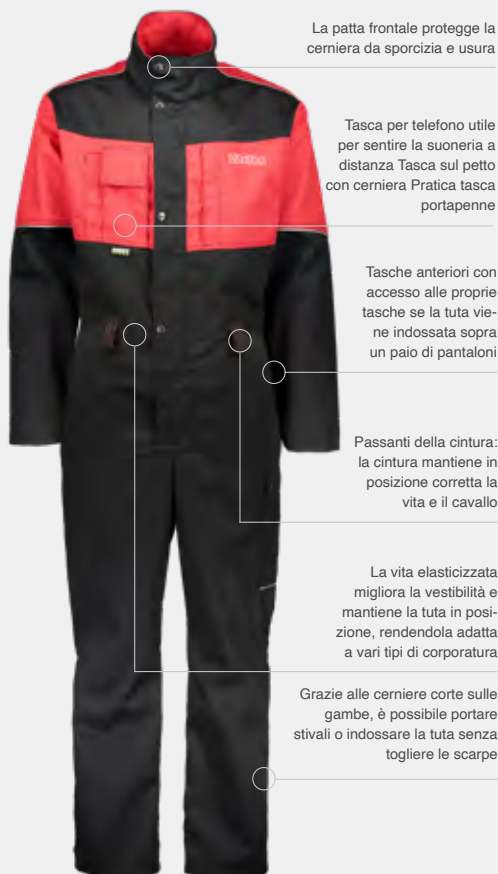 La patta frontale protegge la
cerniera da sporcizia e usura
Tasca per telefono utile
per sentire la suoneria a
distanza Tasca sul petto
con cerniera Pratica tasca
portapenne
Tasche anteriori con
accesso alle proprie
tasche se la tuta vie-
ne indossata sopra
un paio di pantaloni
Passanti della cintura:
la cintura mantiene in
posizione corretta la
vita e il cavallo
La vita elasticizzata
migliora la vestibilità e
mantiene la tuta in posi-
zione, rendendola adatta
a vari tipi di corporatura
Grazie alle cerniere corte sulle
gambe, è possibile portare
stivali o indossare la tuta senza
togliere le scarpe